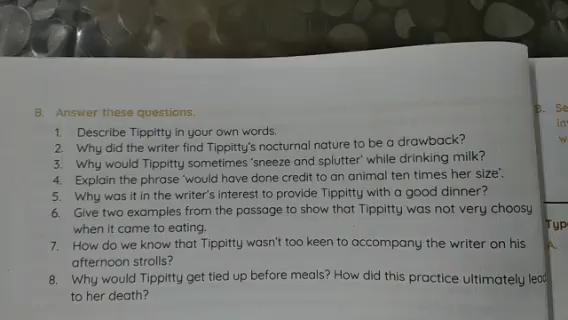 B. Answer these questions.
1. Describe Tippitty in your own words.
2. Why did the writer find Tippitty's nocturnal nature to be a drawback?
3. Why would Tippitty sometimes 'sneeze and splutter' while drinking milk?
4. Explain the phrase 'would have done credit to an animal ten times her size'.
5. Why was it in the writer's interest to provide Tippitty with a good dinner?
6. Give two examples from the passage to show that Tippitty was not very choosy
when it came to eating.
7. How do we know that Tippitty wasn't too keen to accompany the writer on his
afternoon strolls?
8. Why would Tippitty get tied up before meals? How did this practice ultimately lead
to her death?
B. Se
in
w
Typ
A.